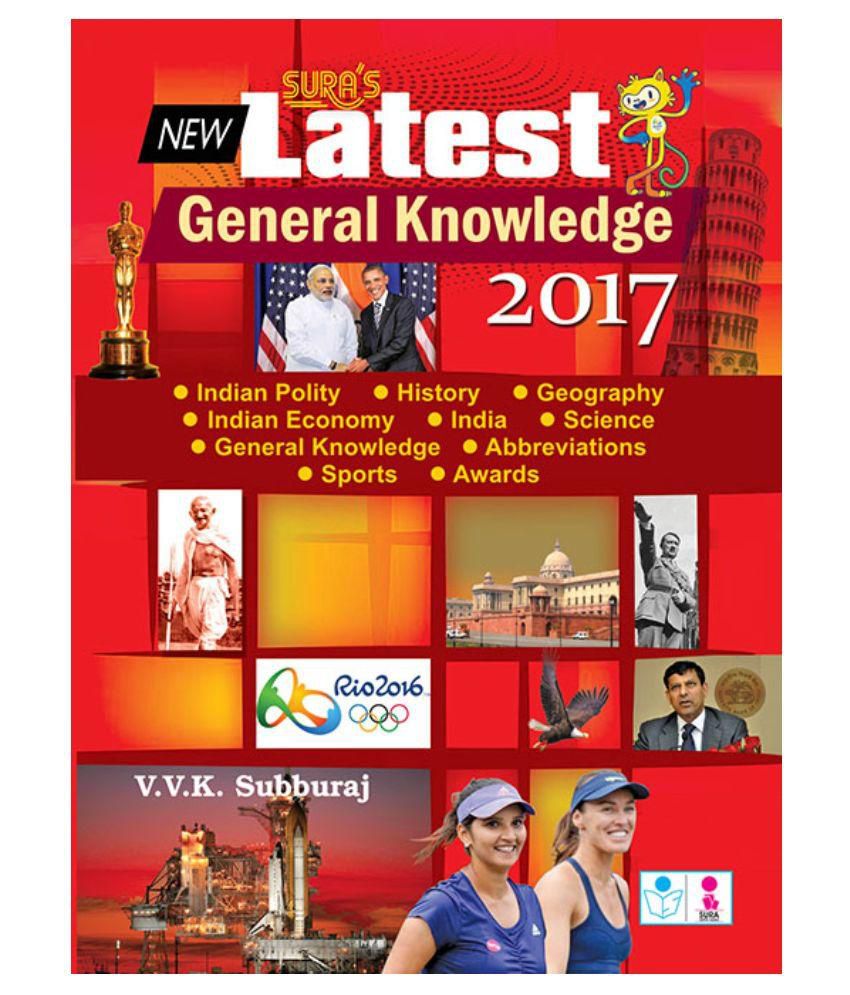 SURA'S
NEW Latest
General Knowledge
2017
● Indian Polity ● History ● Geography
● Indian Economy ● India ● Science
● General Knowledge ● Abbreviations
● Sports ● Awards
Rio2016
V.V.K. Subburaj
SURA